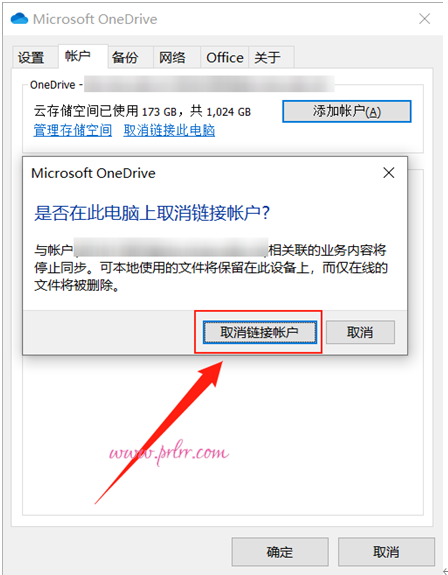 Microsoft OneDrive
设置 帐户 备份 网络 Office 关于
OneDrive -
云存储空间已使用 173 GB，共 1,024 GB
添加帐户(A)
管理存储空间 取消链接此电脑
Microsoft OneDrive
是否在此电脑上取消链接帐户?
与帐户 相关联的业务内容将
停止同步。可本地使用的文件将保留在此设备上，而仅在线的
文件将被删除。
取消链接帐户 取消
www.prlrr.com
确定 取消